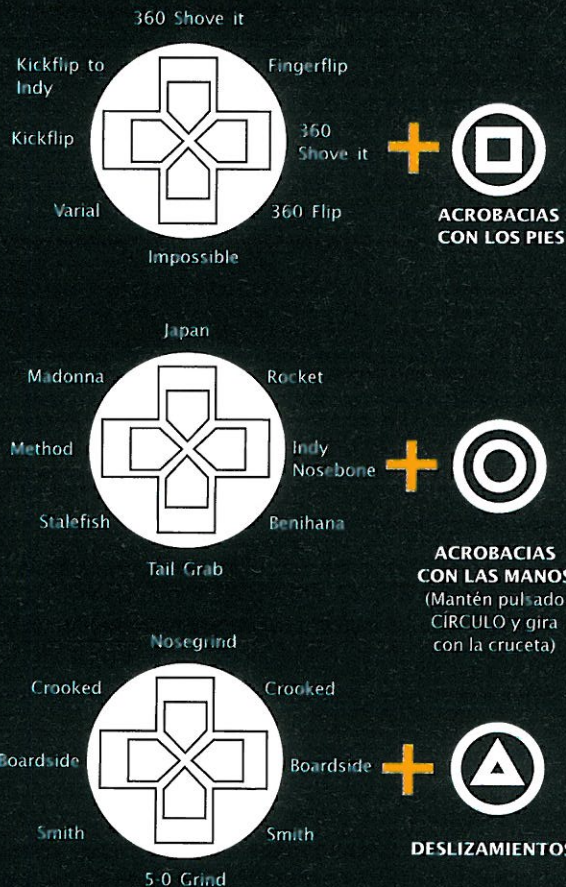 360 Shove it
Kickflip to
Indy
Fingerflip
Kickflip
360
Shove it
Varial
360 Flip
Impossible
ACROBACIAS
CON LOS PIES
Japan
Madonna
Rocket
Method
Indy
Nosebone
Stalefish
Benihana
Tail Grab
ACROBACIAS
CON LAS MANOS
(Mantén pulsado
CÍRCULO y gira
con la cruceta)
Nosegrind
Crooked
Crooked
Boardside
Boardside
Smith
Smith
5-0 Grind
DESLIZAMIENTOS